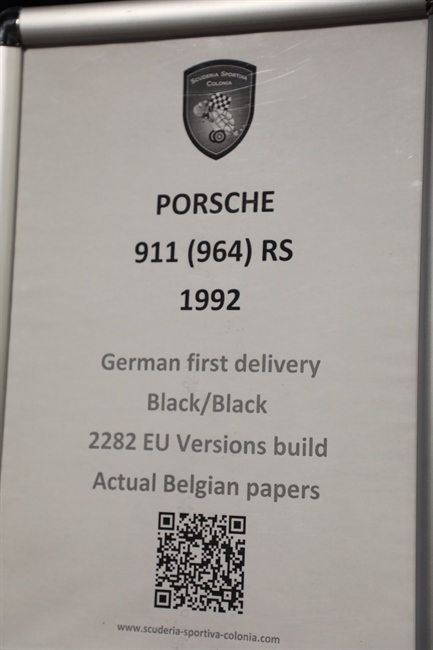 SCUDERIA SPORTIVA
COLONIA
PORSCHE
911 (964) RS
1992
German first delivery
Black/Black
2282 EU Versions build
Actual Belgian papers
www.scuderia-sportiva-colonia.com